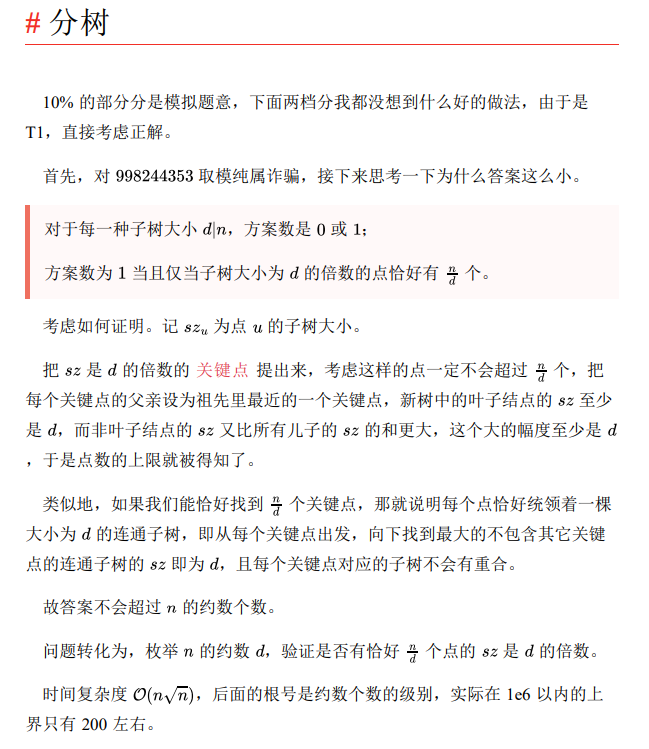 # 分树
10% 的部分分是模拟题意，下面两档分我都没想到什么好的做法，由于是
T1，直接考虑正解。
首先，对 998244353 取模纯属诈骗，接下来思考一下为什么答案这么小。
对于每一种子树大小 d|n，方案数是 0 或 1；
方案数为 1 当且仅当子树大小为 d 的倍数的点恰好有 n/d 个。
考虑如何证明。记 sz_u 为点 u 的子树大小。
把 sz 是 d 的倍数的 关键点 提出来，考虑这样的点一定不会超过 n/d 个，把
每个关键点的父亲设为祖先里最近的一个关键点，新树中的叶子结点的 sz 至少
是 d，而非叶子结点的 sz 又比所有儿子的 sz 的和更大，这个大的幅度至少是 d
，于是点数的上限就被得知了。
类似地，如果我们能恰好找到 n/d 个关键点，那就说明每个点恰好统领着一棵
大小为 d 的连通子树，即从每个关键点出发，向下找到最大的不包含其它关键
点的连通子树的 sz 即为 d，且每个关键点对应的子树不会有重合。
故答案不会超过 n 的约数个数。
问题转化为，枚举 n 的约数 d，验证是否有恰好 n/d 个点的 sz 是 d 的倍数。
时间复杂度 O(n√n)，后面的根号是约数个数的级别，实际在 1e6 以内的上
界只有 200 左右。